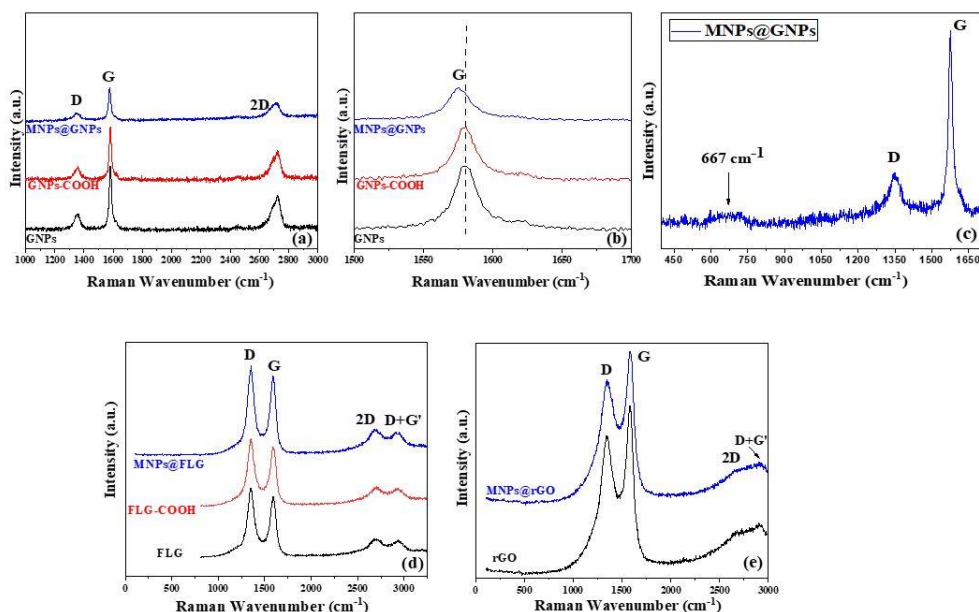 Intensity (a.u.)
D
G
2D
MNPs@GNPs
GNPs-COOH
GNPs
(a)
1000 1200 1400 1600 1800 2000 2200 2400 2600 2800 3000
Raman Wavenumber (cm-1)
Intensity (a.u.)
G
MNPs@GNPs
GNPs-COOH
GNPs
(b)
1500 1550 1600 1650 1700
Raman Wavenumber (cm-1)
Intensity (a.u.)
MNPs@GNPs
G
667 cm-1
D
(c)
450 600 750 900 1050 1200 1350 1500 1650
Raman Wavenumber (cm-1)
Intensity (a.u.)
D
G
2D D+G'
MNPs@FLG
FLG-COOH
FLG
(d)
0 500 1000 1500 2000 2500 3000
Raman Wavenumber (cm-1)
Intensity (a.u.)
D
G
D+G'
2D
MNPs@rGO
rGO
(e)
0 500 1000 1500 2000 2500 3000
Raman Wavenumber (cm-1)